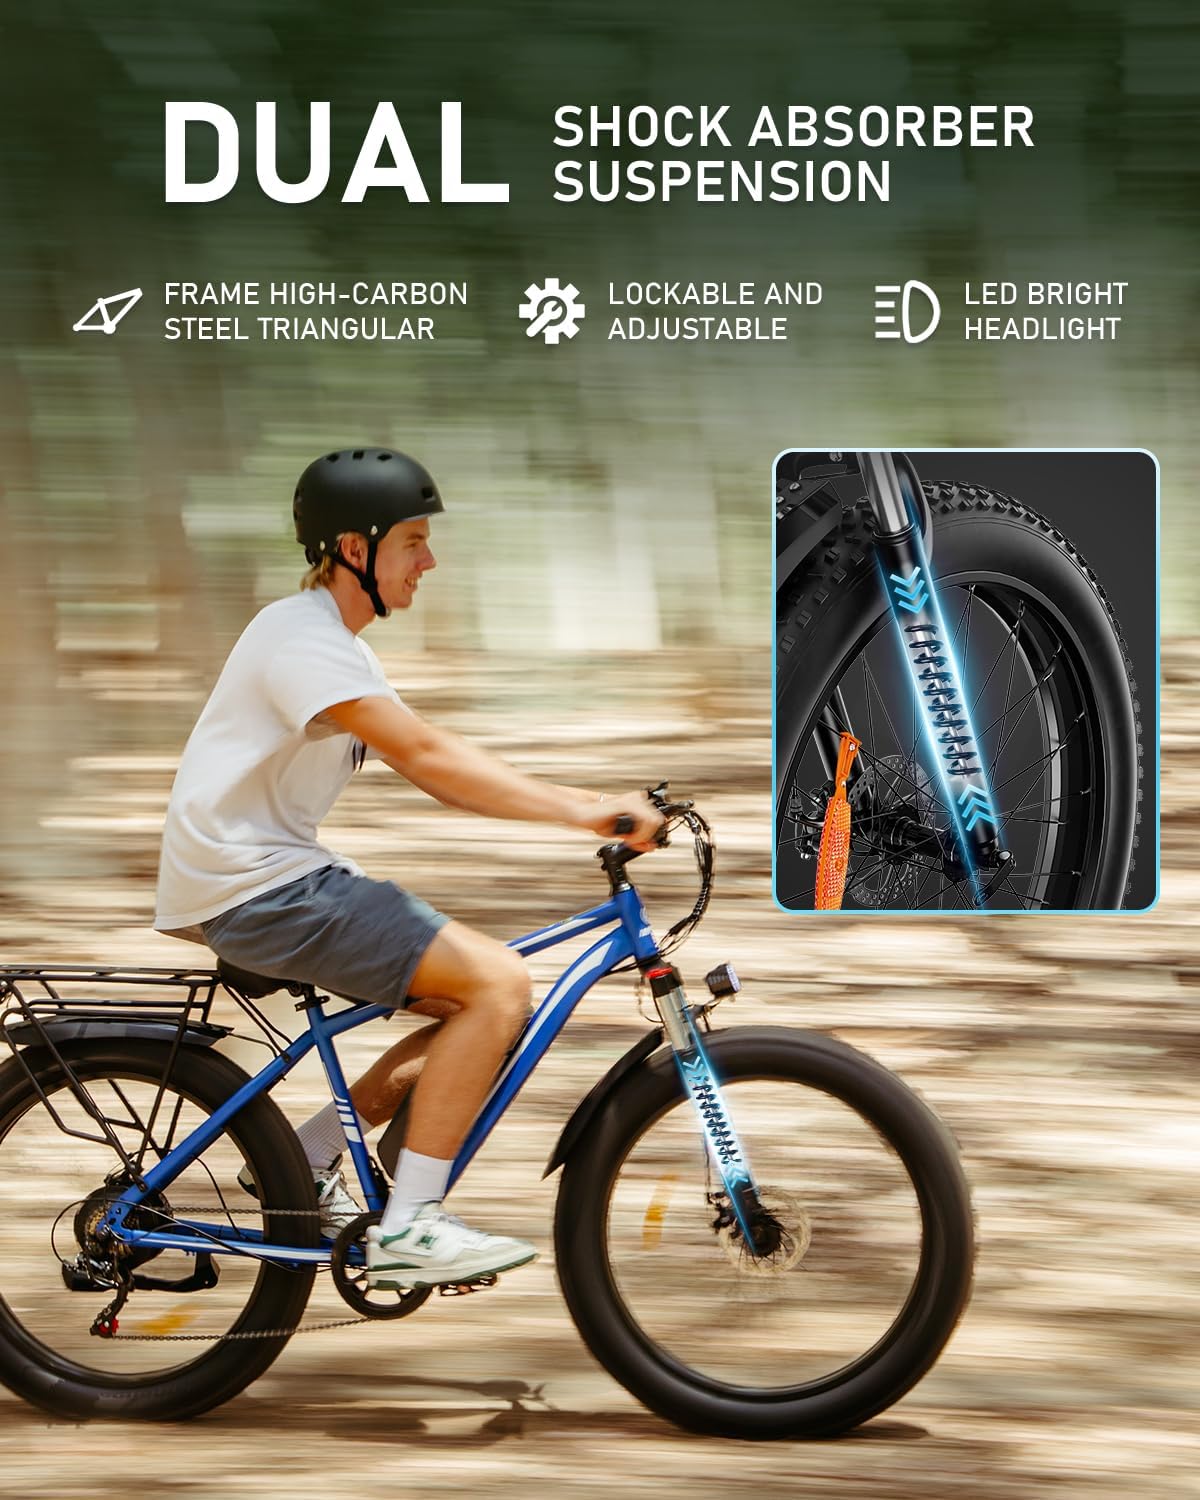 DUAL
SHOCK ABSORBER
SUSPENSION
FRAME HIGH-CARBON
STEEL TRIANGULAR
LOCKABLE AND
ADJUSTABLE
LED BRIGHT
HEADLIGHT